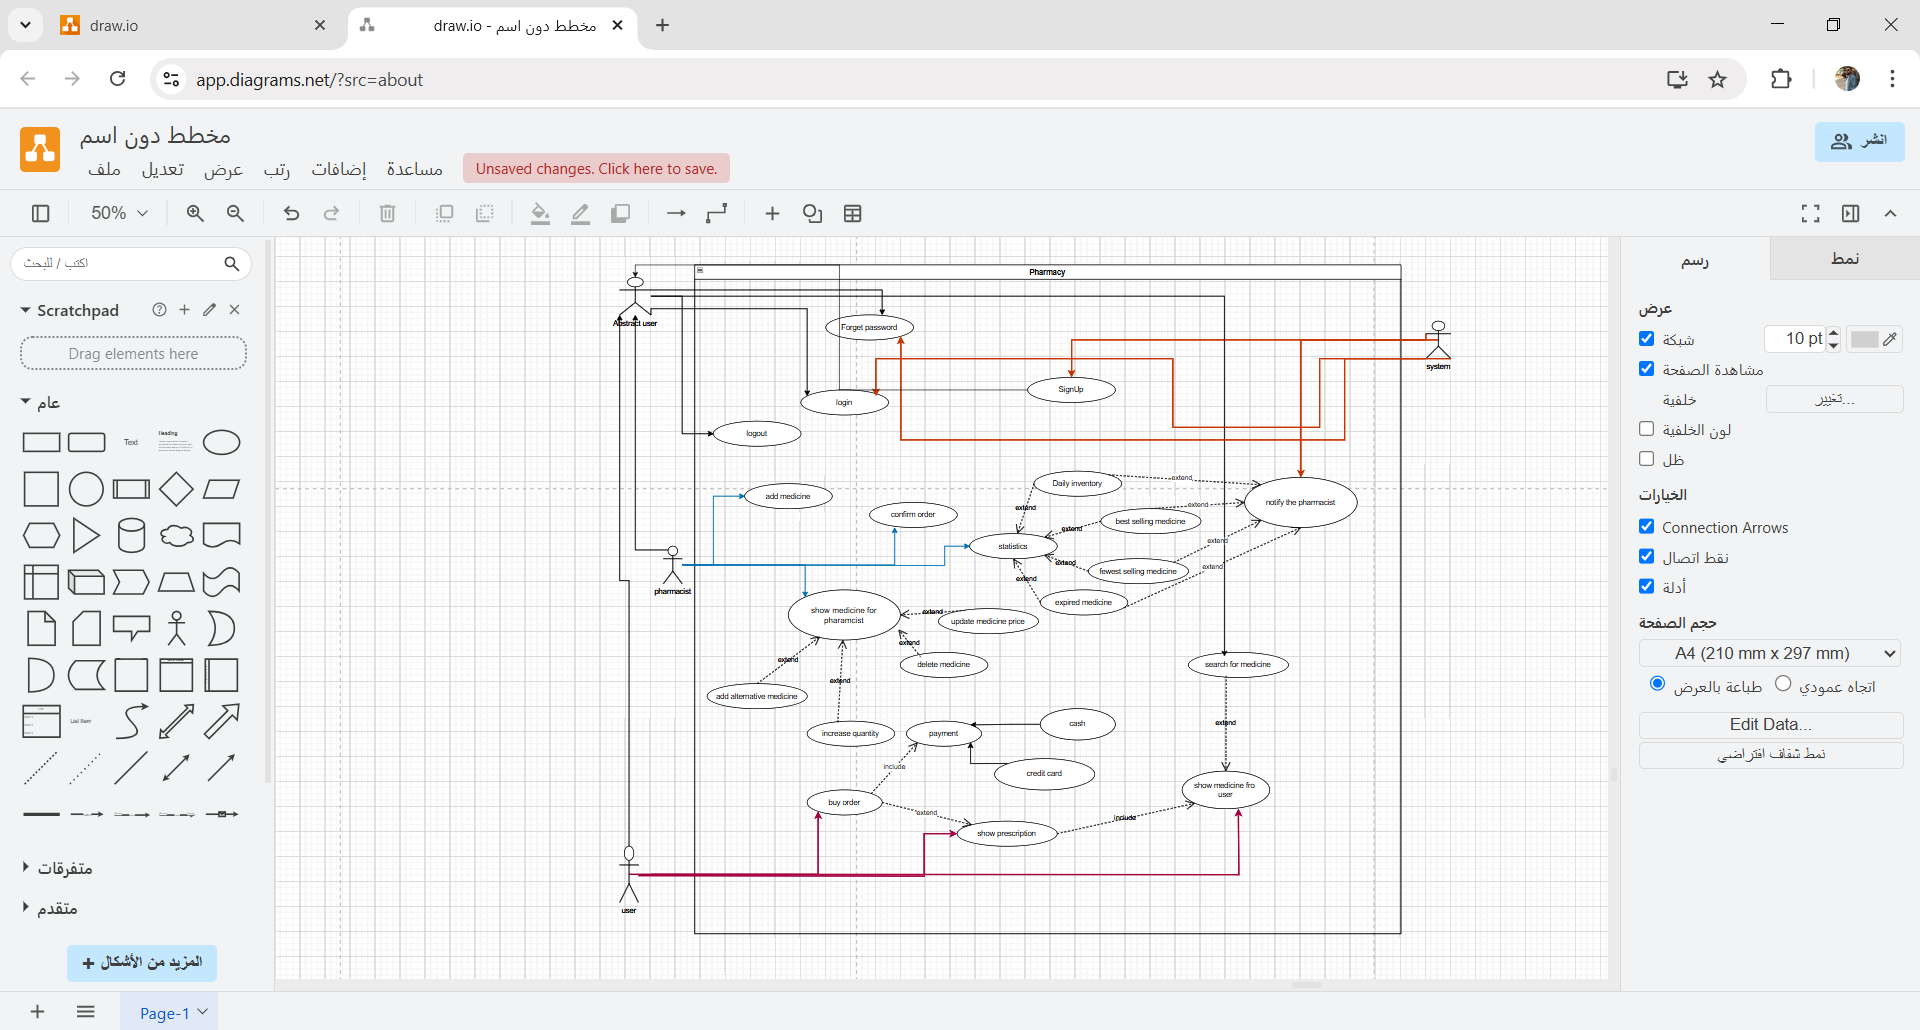 draw.io
مخطط دون اسم - draw.io
app.diagrams.net/?src=about
مخطط دون اسم
ملف تعديل عرض رتب إضافات مساعدة
Unsaved changes. Click here to save.
انشر
50%
اكتب / للبحث
Scratchpad
Drag elements here
عام
Text
Heading
List Item
متفرقات
متقدم
المزيد من الأشكال
Page-1
Pharmacy
Abstract user
Forget password
system
SignUp
login
logout
Daily inventory
extend
add medicine
notify the pharmacist
extend
extend
confirm order
best selling medicine
extend
extend
statistics
extend
fewest selling medicine
extend
extend
pharmacist
expired medicine
show medicine for
pharamcist
extend
update medicine price
extend
delete medicine
extend
search for medicine
extend
add alternative medicine
cash
extend
increase quantity
payment
include
credit card
show medicine fro
user
buy order
extend
include
show prescription
user
رسم
نمط
عرض
شبكة
10 pt
مشاهدة الصفحة
خلفية
تغيير...
لون الخلفية
ظل
الخيارات
Connection Arrows
نقط اتصال
أدلة
حجم الصفحة
A4 (210 mm x 297 mm)
طباعة بالعرض
اتجاه عمودي
Edit Data...
نمط شفاف افتراضي